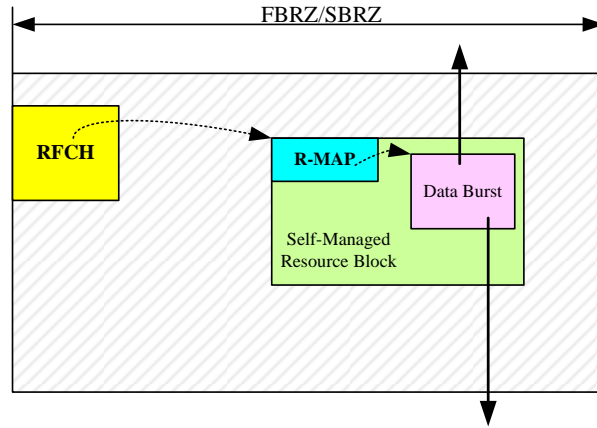 FBRZ/SBRZ
RFCH
R-MAP
Data Burst
Self-Managed
Resource Block